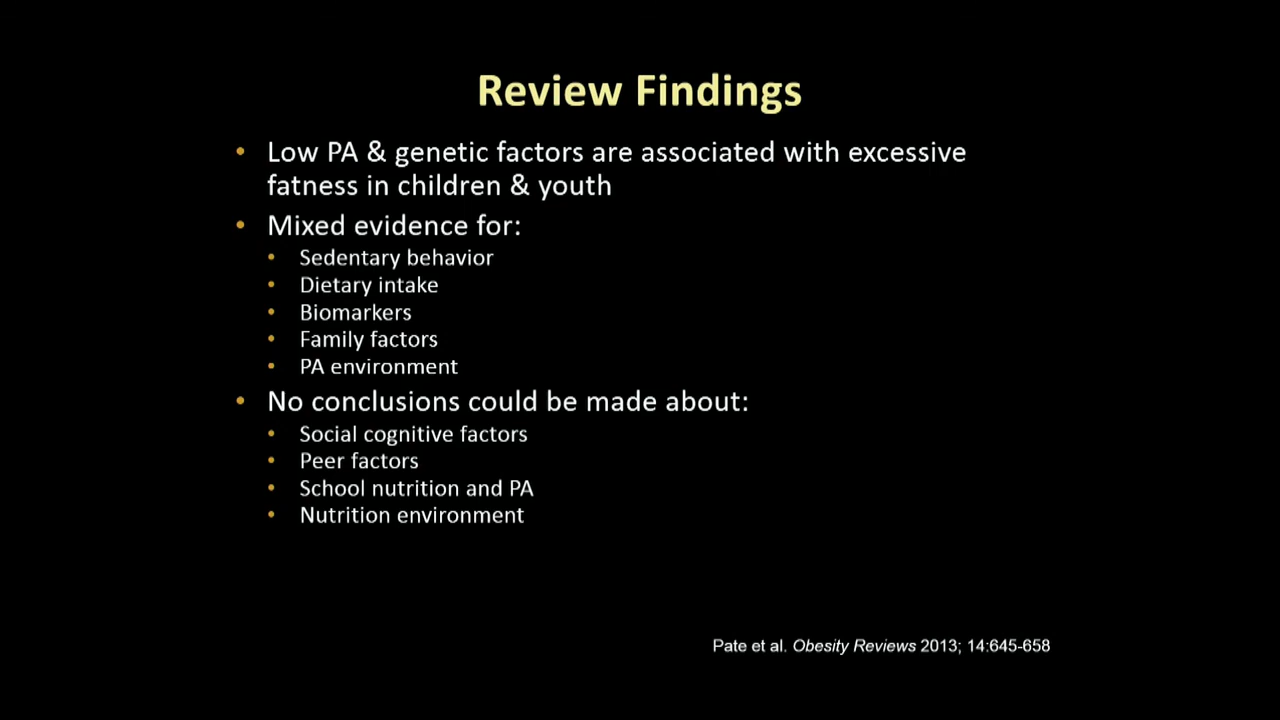 Review Findings
• Low PA & genetic factors are associated with excessive
fatness in children & youth
• Mixed evidence for:
• Sedentary behavior
• Dietary intake
• Biomarkers
• Family factors
• PA environment
• No conclusions could be made about:
• Social cognitive factors
• Peer factors
• School nutrition and PA
• Nutrition environment
Pate et al. Obesity Reviews 2013; 14:645-658